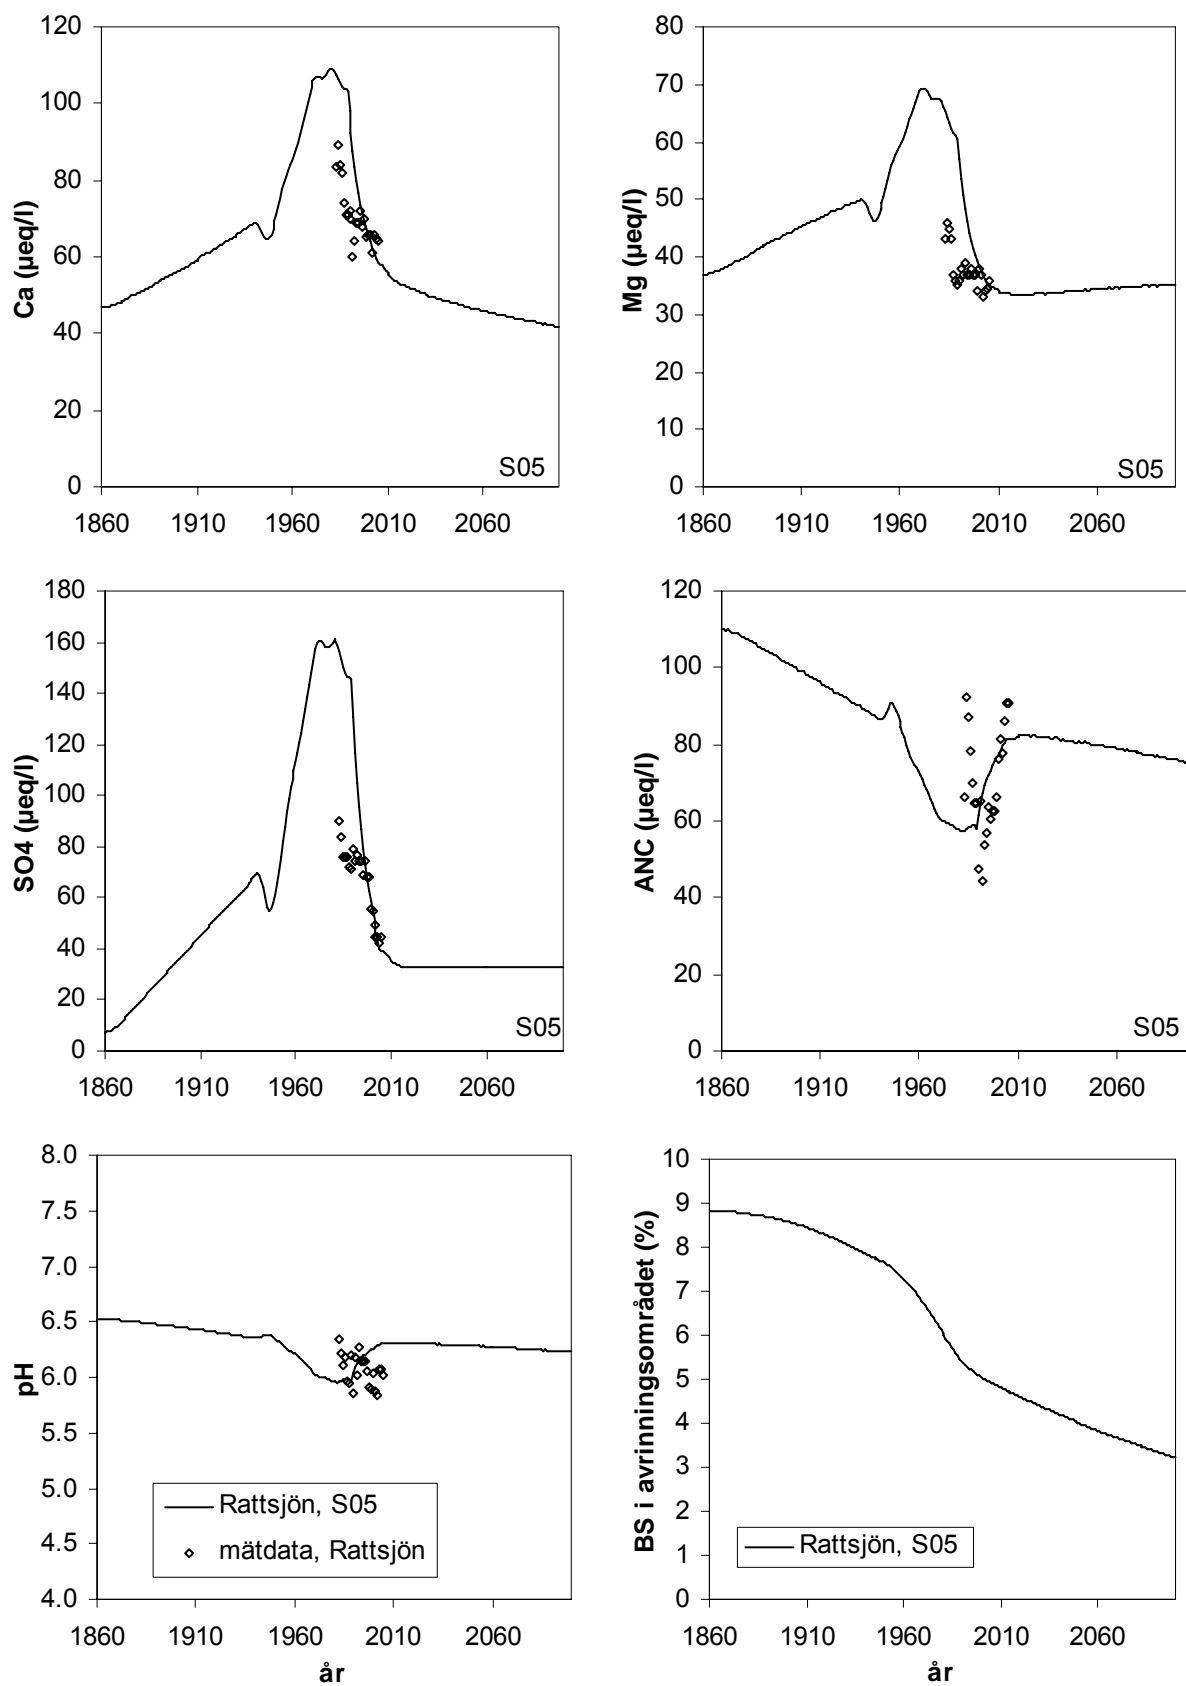 120
100
80
60
40
20
0
Ca (µeq/l)
S05
1860 1910 1960 2010 2060
80
70
60
50
40
30
20
10
0
Mg (µeq/l)
S05
1860 1910 1960 2010 2060
180
160
140
120
100
80
60
40
20
0
SO4 (µeq/l)
S05
1860 1910 1960 2010 2060
120
100
80
60
40
20
0
ANC (µeq/l)
S05
1860 1910 1960 2010 2060
8.0
7.5
7.0
6.5
6.0
5.5
5.0
4.5
4.0
pH
Rattsjön, S05
mätdata, Rattsjön
1860 1910 1960 2010 2060
år
10
9
8
7
6
5
4
3
2
1
0
BS i avrinningsområdet (%)
Rattsjön, S05
1860 1910 1960 2010 2060
år